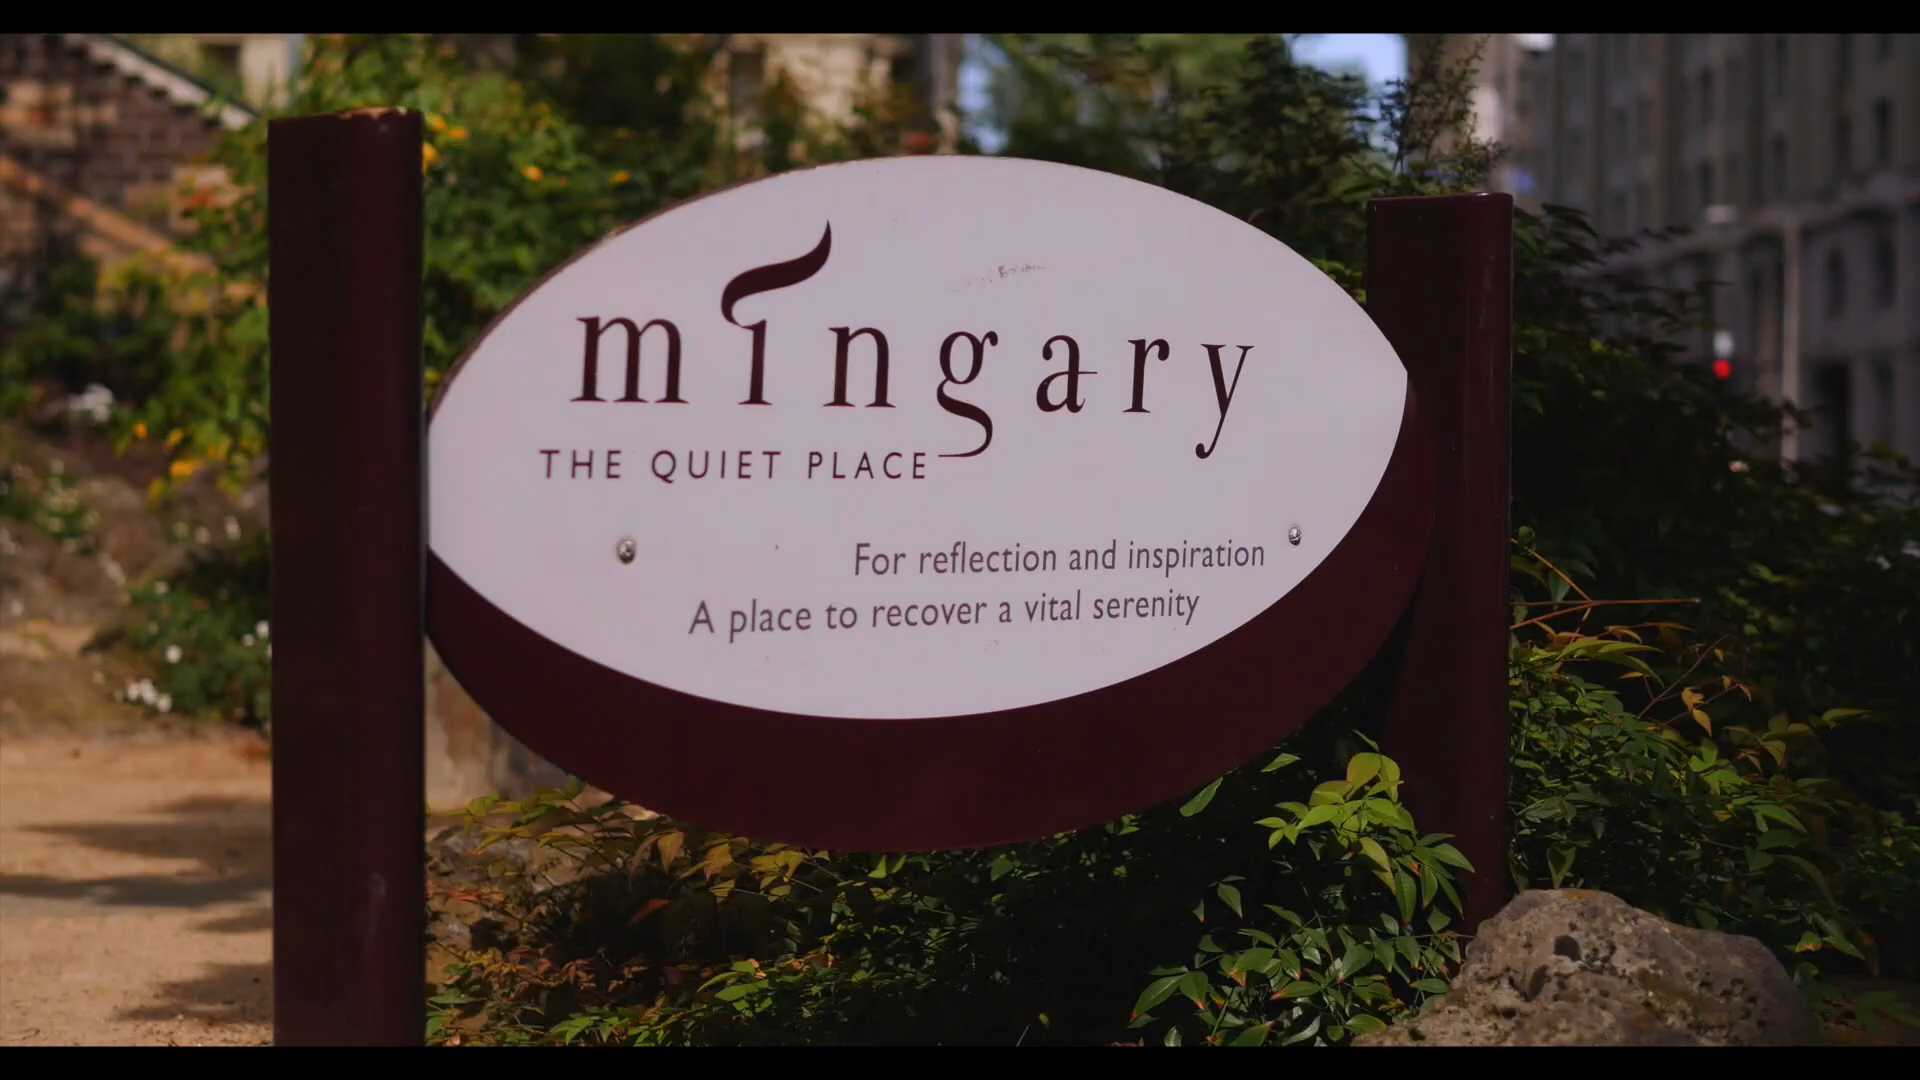 mingary
THE QUIET PLACE
For reflection and inspiration
A place to recover a vital serenity